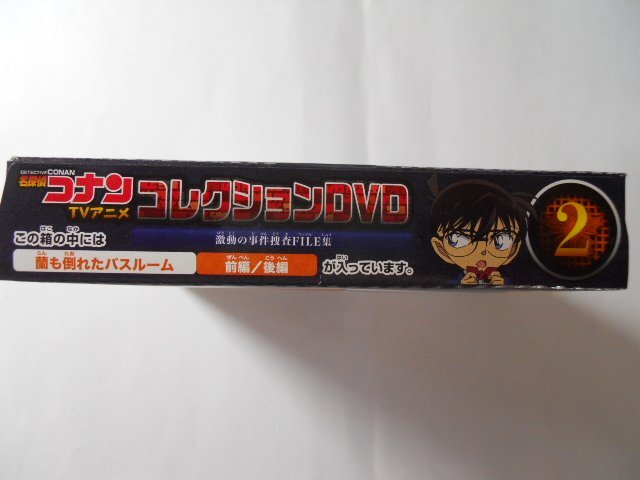 DETECTIVE CONAN
名探偵コナン
TVアニメ
コレクションDVD
激動の事件捜査FILE集
この箱の中には
蘭も倒れたバスルーム
前編/後編
が入っています。
2